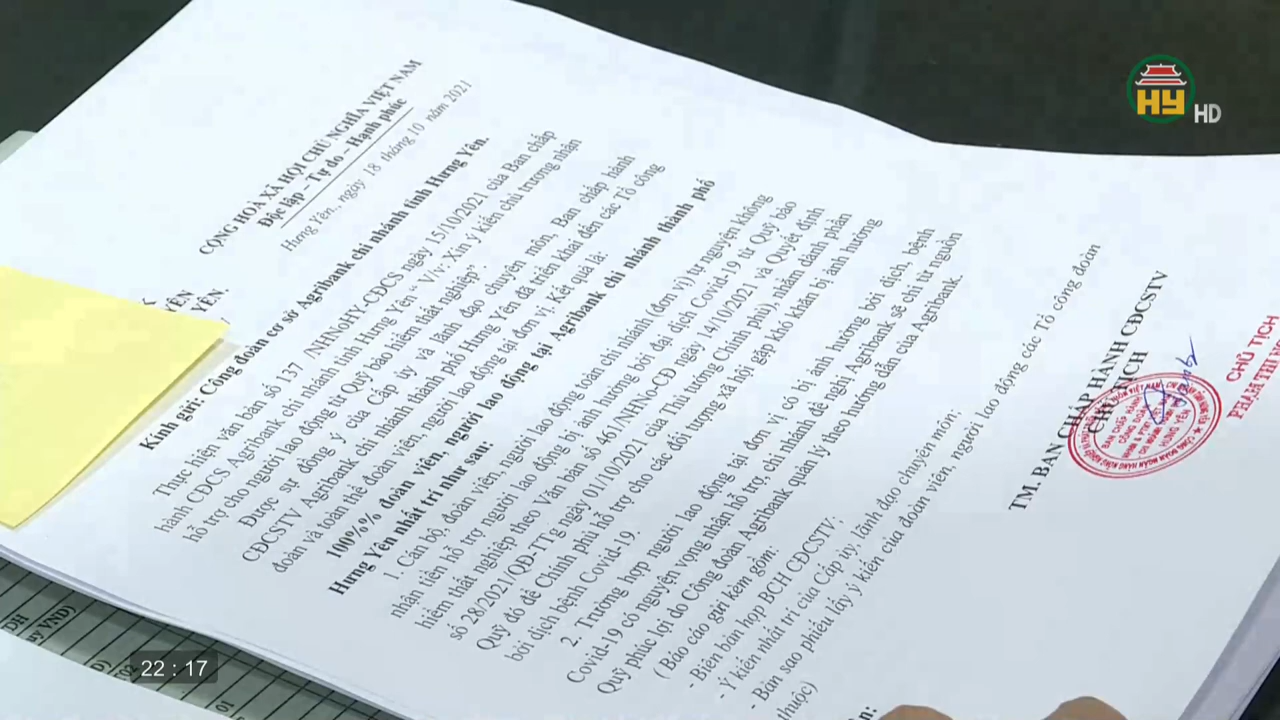 HY HD
CỘNG HOÀ XÃ HỘI CHỦ NGHĨA VIỆT NAM
Độc lập – Tự do – Hạnh phúc
Hưng Yên., ngày 18 tháng 10 năm 2021
YÊN.
Kính gửi: Công đoàn cơ sở Agribank chi nhánh tỉnh Hưng Yên.
Thực hiện văn bản số 137 /NHNoHY-CĐCS ngày 15/10/2021 của Ban chấp
hành CĐCS Agribank chi nhánh tỉnh Hưng Yên “ V/v: Xin ý kiến chủ trương nhận
hỗ trợ cho người lao động từ Quỹ bảo hiểm thất nghiệp”.
Được sự đồng ý của Cấp ủy và lãnh đạo chuyên môn, Ban chấp hành
CĐCSTV Agribank chi nhánh thành phố Hưng Yên đã triển khai đến các Tổ công
đoàn và toàn thể đoàn viên, người lao động tại đơn vị. Kết quả là:
100% đoàn viên, người lao động tại Agribank chi nhánh thành phố
Hưng Yên nhất trí như sau:
1. Cán bộ, đoàn viên, người lao động toàn chi nhánh (đơn vị) tự nguyện không
nhận tiền hỗ trợ người lao động bị ảnh hưởng bởi đại dịch Covid-19 từ Quỹ bảo
hiểm thất nghiệp theo Văn bản số 461/NHNo-CĐ ngày 14/10/2021 và Quyết định
số 28/2021/QĐ-TTg ngày 01/10/2021 của Thủ tướng Chính phủ), nhằm dành phần
Quỹ đó để Chính phủ hỗ trợ cho các đối tượng xã hội gặp khó khăn bị ảnh hưởng
bởi dịch bệnh Covid-19.
2. Trường hợp người lao động tại đơn vị có bị ảnh hưởng bởi dịch, bệnh
Covid-19 có nguyện vọng nhận hỗ trợ, chi nhánh đề nghị Agribank sẽ chi từ nguồn
Quỹ phúc lợi do Công đoàn Agribank quản lý theo hướng dẫn của Agribank.
( Báo cáo gửi kèm gồm:
- Biên bản họp BCH CĐCSTV;
- Ý kiến nhất trí của Cấp ủy, lãnh đạo chuyên môn;
- Bản sao phiếu lấy ý kiến của đoàn viên, người lao động các Tổ công đoàn
thuộc)
TM. BAN CHẤP HÀNH CĐCSTV
CHỦ TỊCH
CHỦ TỊCH
PHẠM THỊ
VND)
01
22 : 17